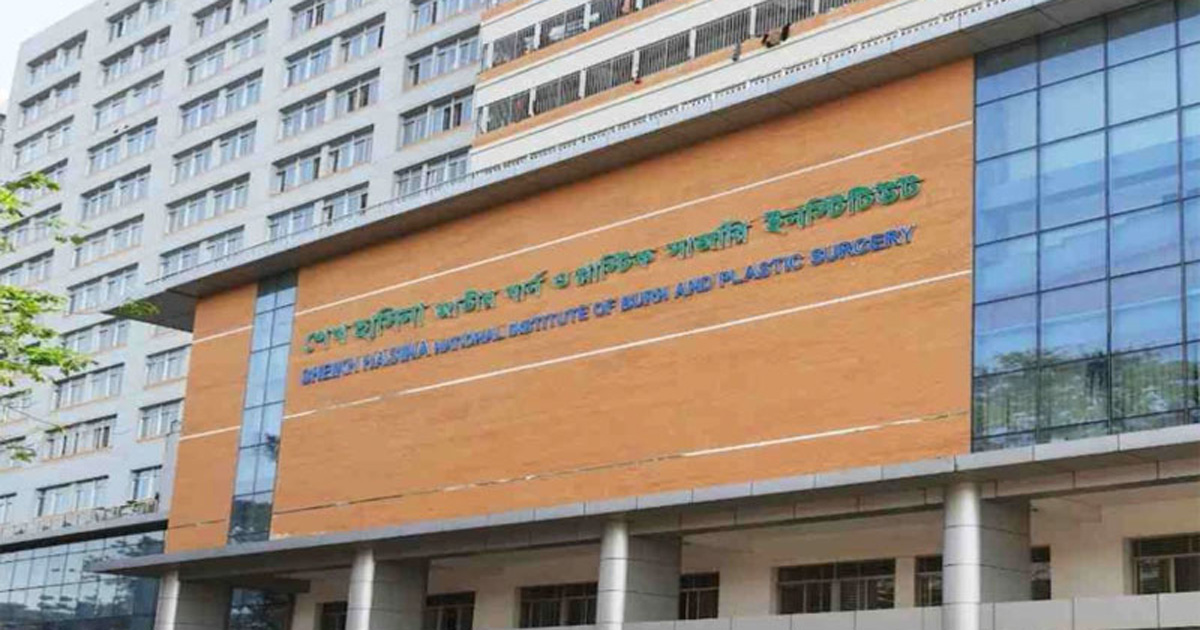 শেখ হাসিনা জাতীয় বার্ন ও প্লাস্টিক সার্জারি ইনস্টিটিউট
SHEIKH HASINA NATIONAL INSTITUTE OF BURN AND PLASTIC SURGERY